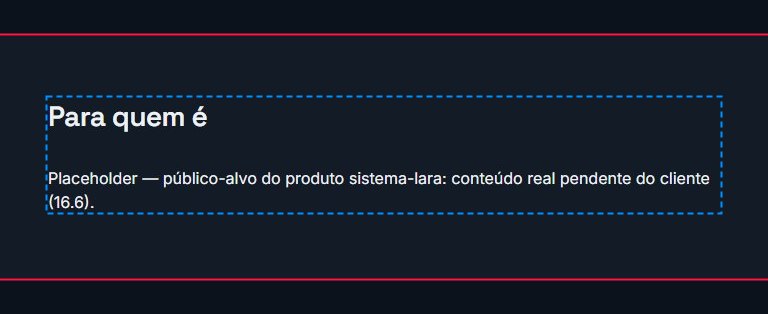 Para quem é
Placeholder — público-alvo do produto sistema-lara: conteúdo real pendente do cliente
(16.6).